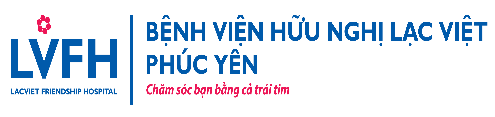 LVFH
LACVIET FRIENDSHIP HOSPITAL
BỆNH VIỆN HỮU NGHỊ LẠC VIỆT
PHÚC YÊN
Chăm sóc bạn bằng cả trái tim